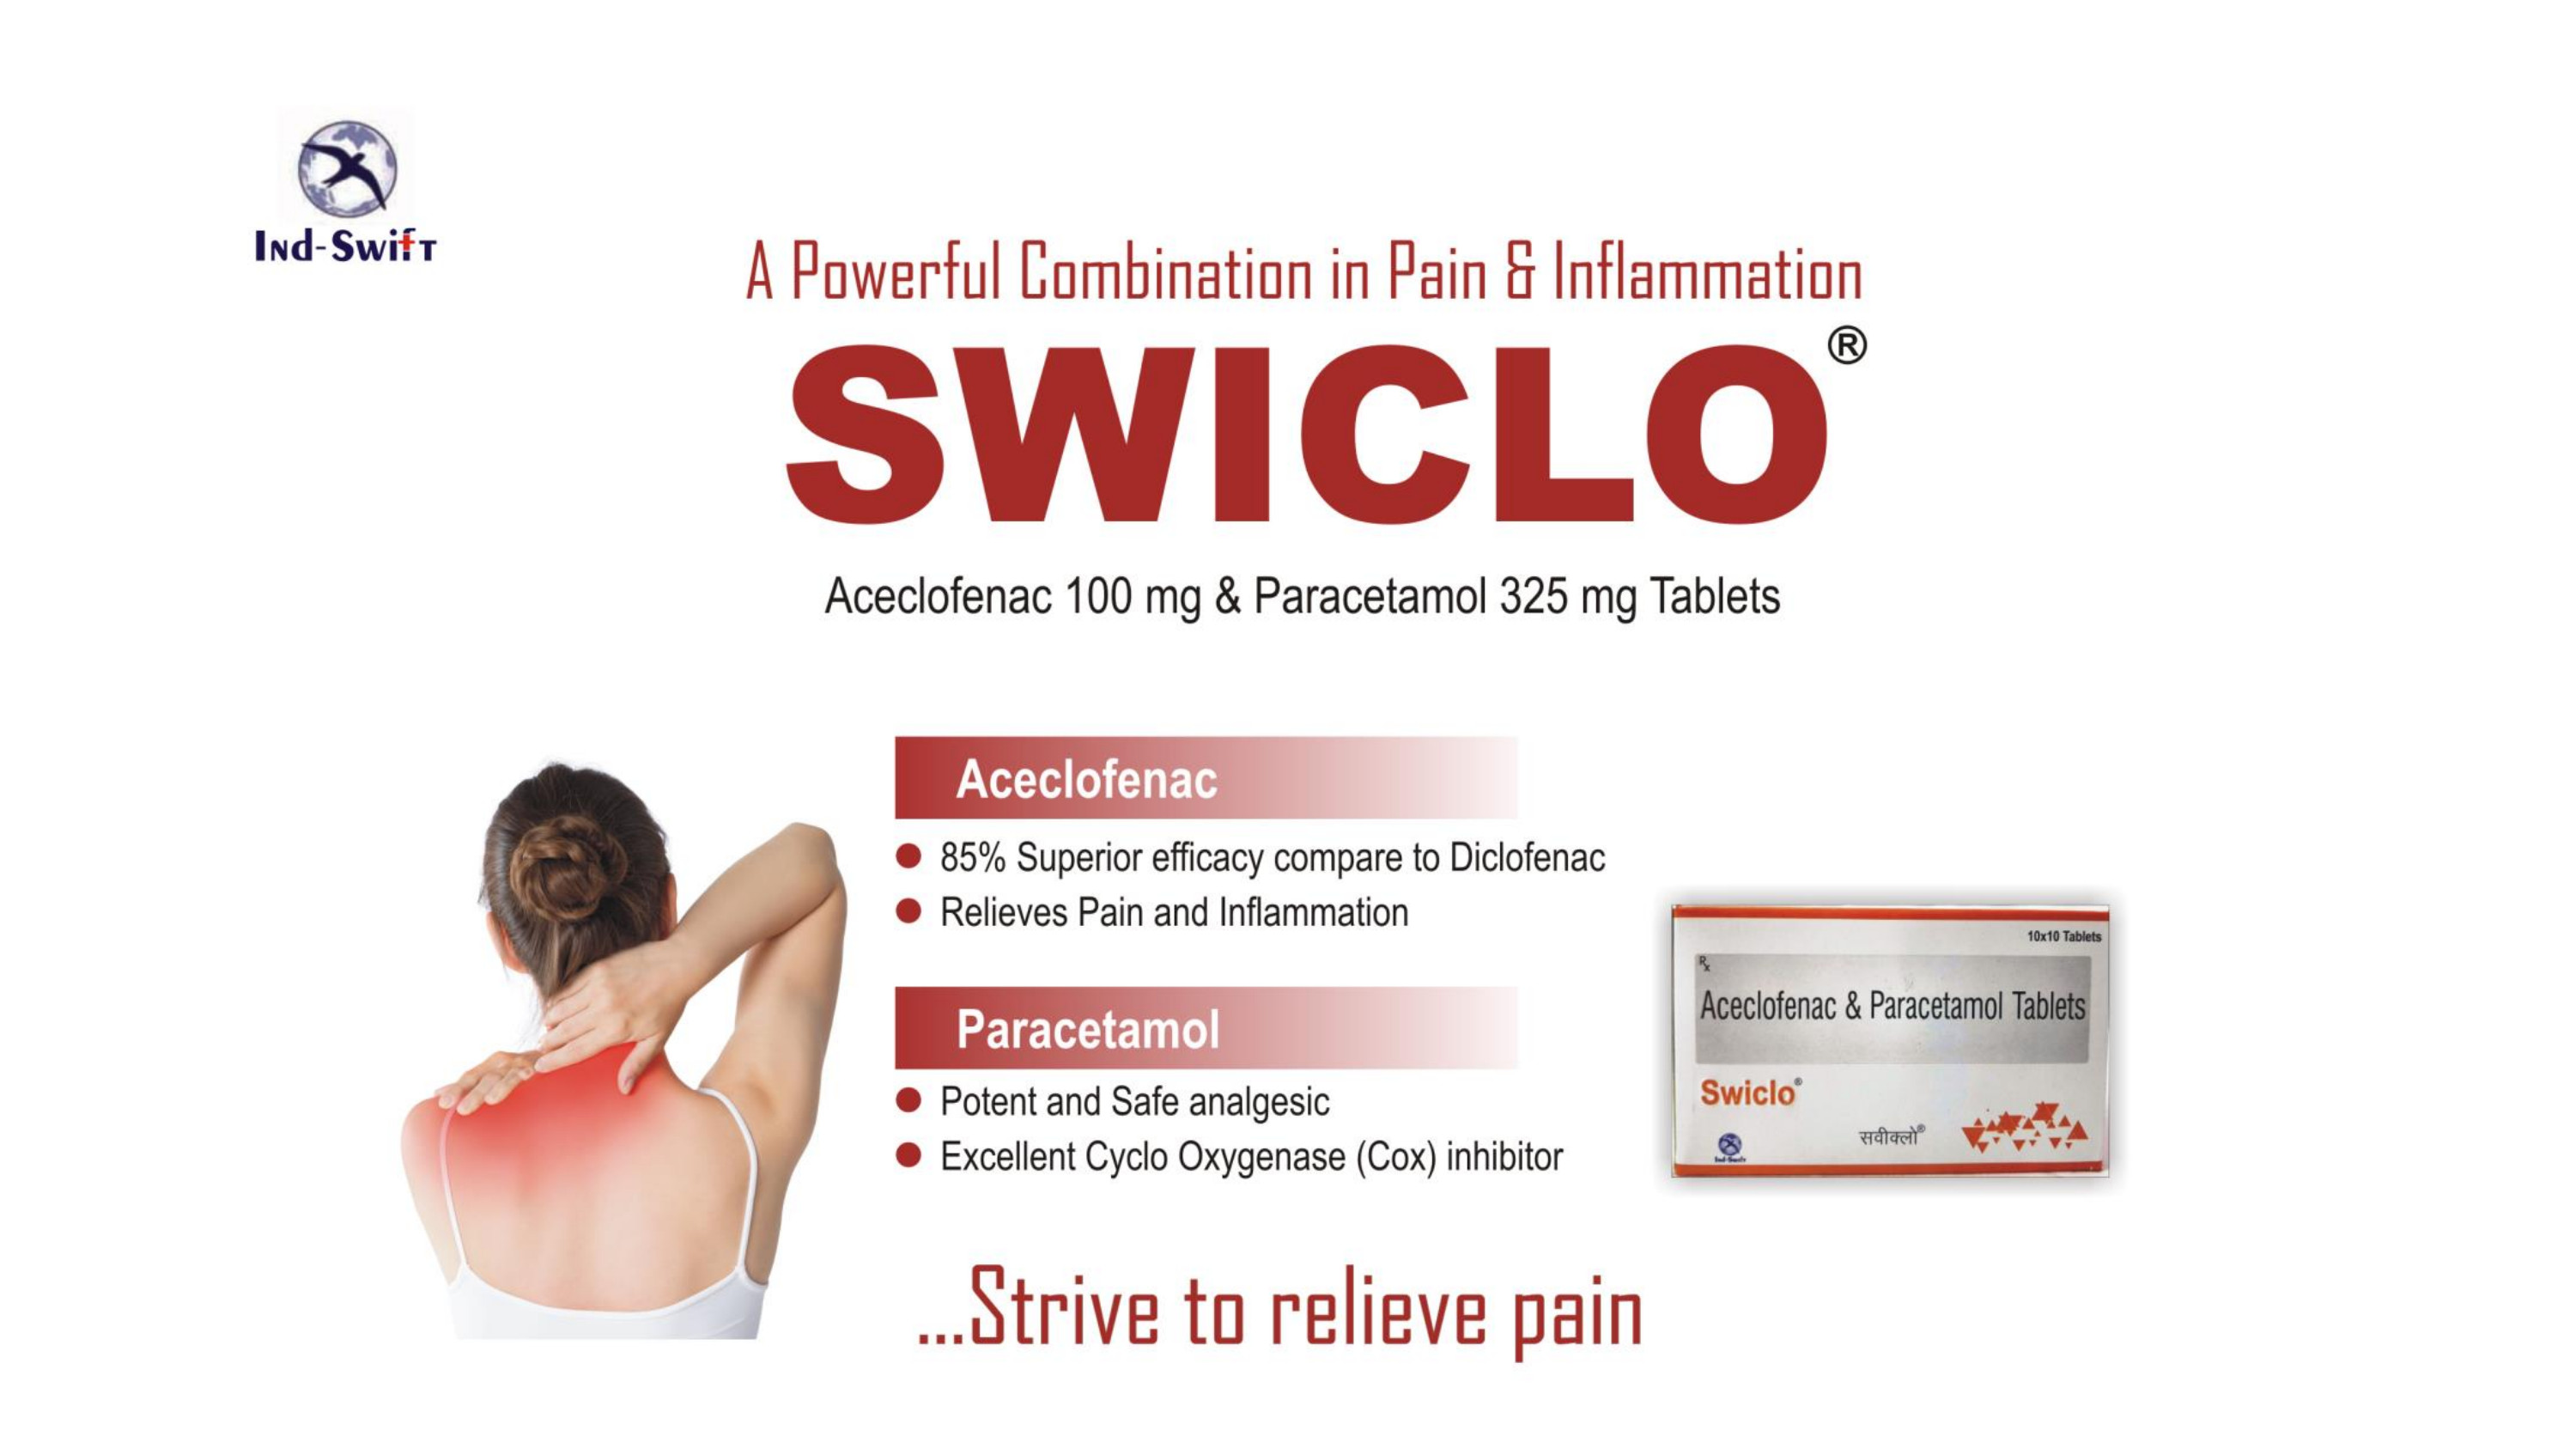 Ind-Swift
A Powerful Combination in Pain & Inflammation
SWICLO®
Aceclofenac 100 mg & Paracetamol 325 mg Tablets
Aceclofenac
● 85% Superior efficacy compare to Diclofenac
● Relieves Pain and Inflammation
Paracetamol
● Potent and Safe analgesic
● Excellent Cyclo Oxygenase (Cox) inhibitor
10x10 Tablets
Rx
Aceclofenac & Paracetamol Tablets
Swiclo®
सवीक्लो®
Ind-Swift
...Strive to relieve pain